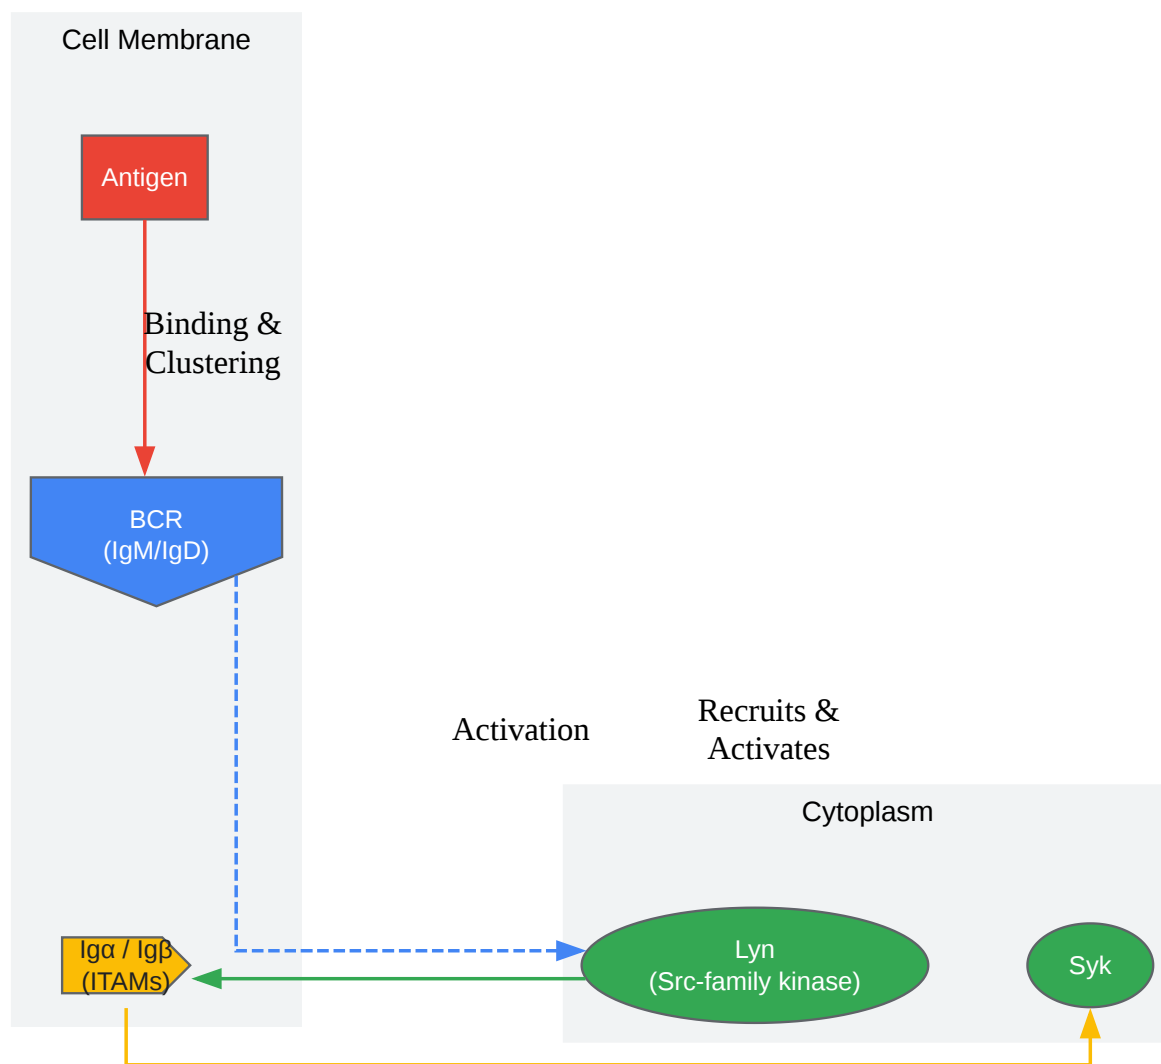 Cell Membrane
Antigen
Binding &
Clustering
BCR
(IgM/IgD)
Activation
Recruits &
Activates
Cytoplasm
Igα / Igβ
(ITAMs)
Lyn
(Src-family kinase)
Syk